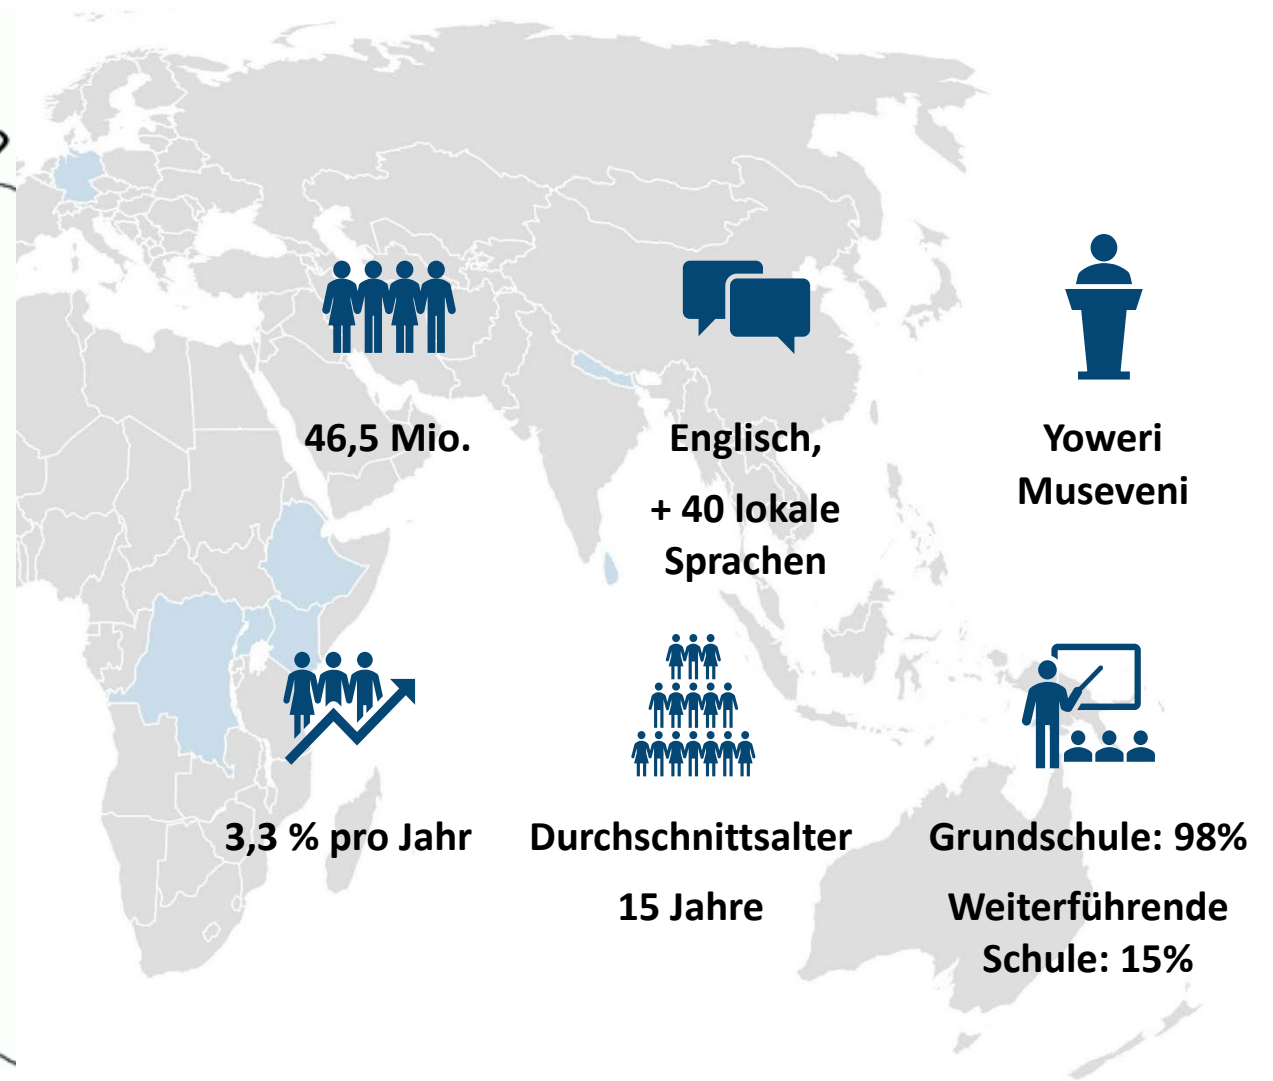 46,5 Mio.
Englisch,
+ 40 lokale
Sprachen
Yoweri
Museveni
3,3 % pro Jahr
Durchschnittsalter
15 Jahre
Grundschule: 98%
Weiterführende
Schule: 15%